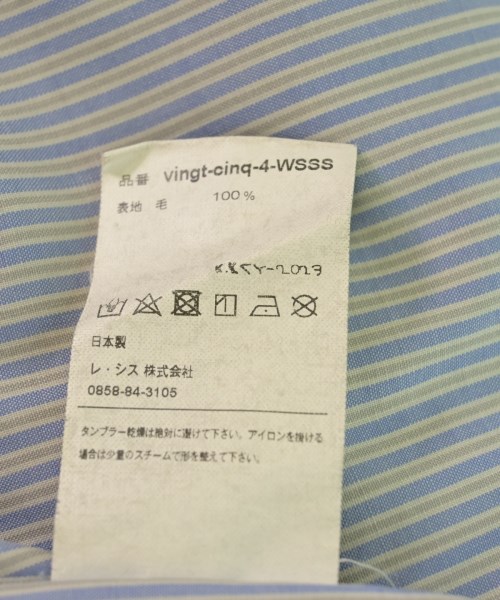 品番 vingt-cinq-4-WSSS
表地 毛 100%
日本製
レ・シス 株式会社
0858-84-3105
タンブラー乾燥は絶対に避けて下さい。アイロンを掛ける
場合は少量のスチームで形を整えて下さい。